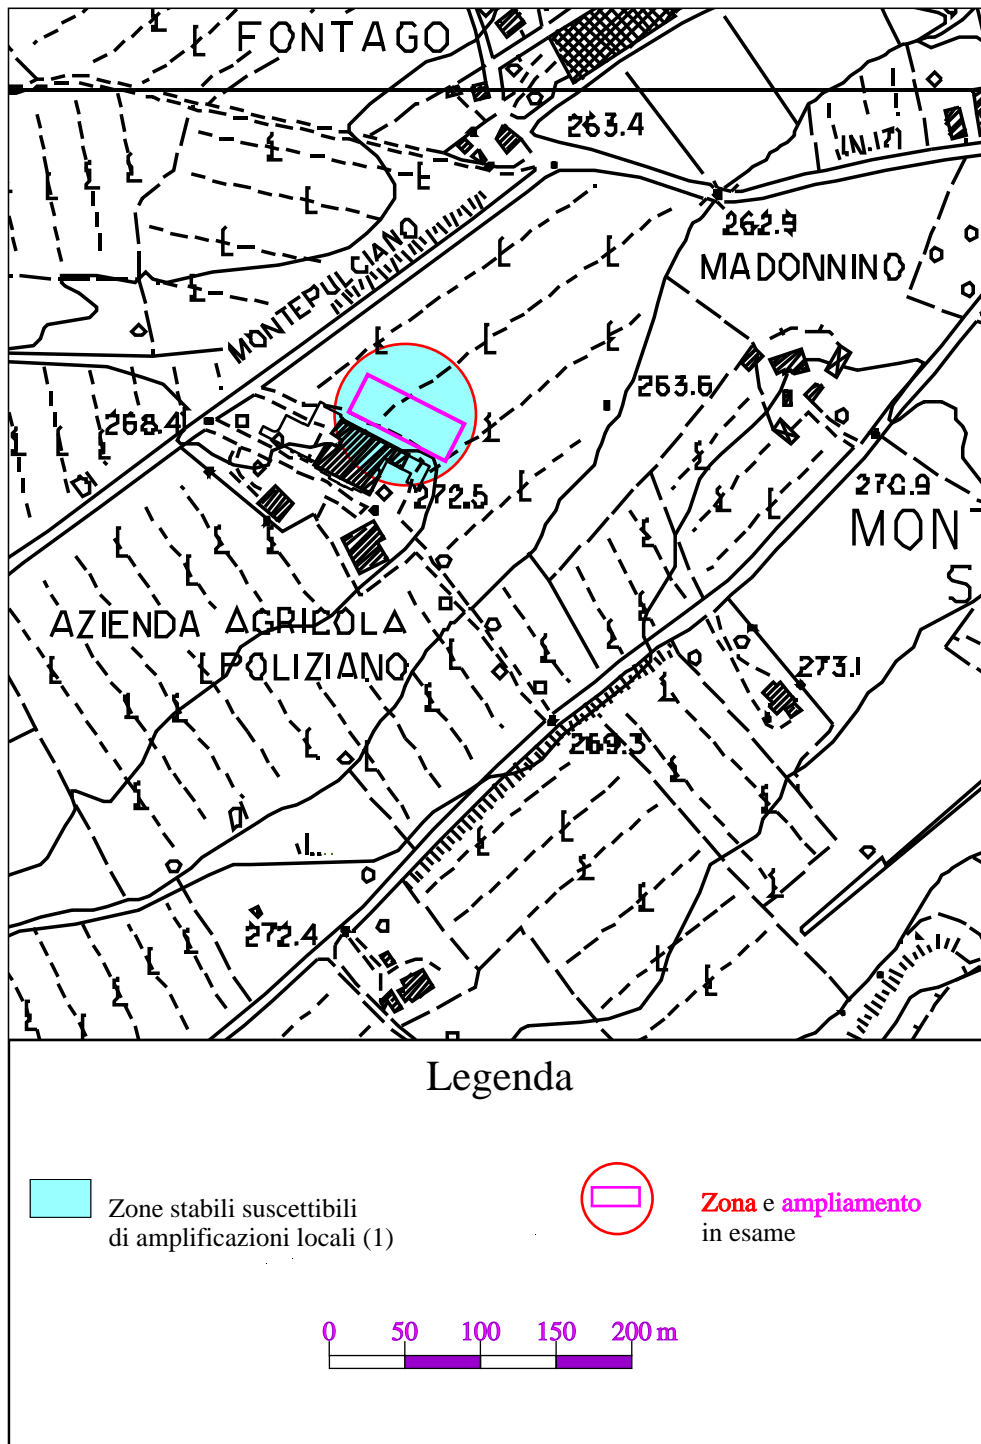 FONTAGO
263.4
(N.17)
262.9
MADONNINO
MONTEPULCIANO
263.6
268.4
272.5
270.9
MON
S
AZIENDA AGRICOLA
POLIZIANO
273.1
269.3
272.4
Legenda
Zone stabili suscettibili
di amplificazioni locali (1)
Zona e ampliamento
in esame
0 50 100 150 200 m